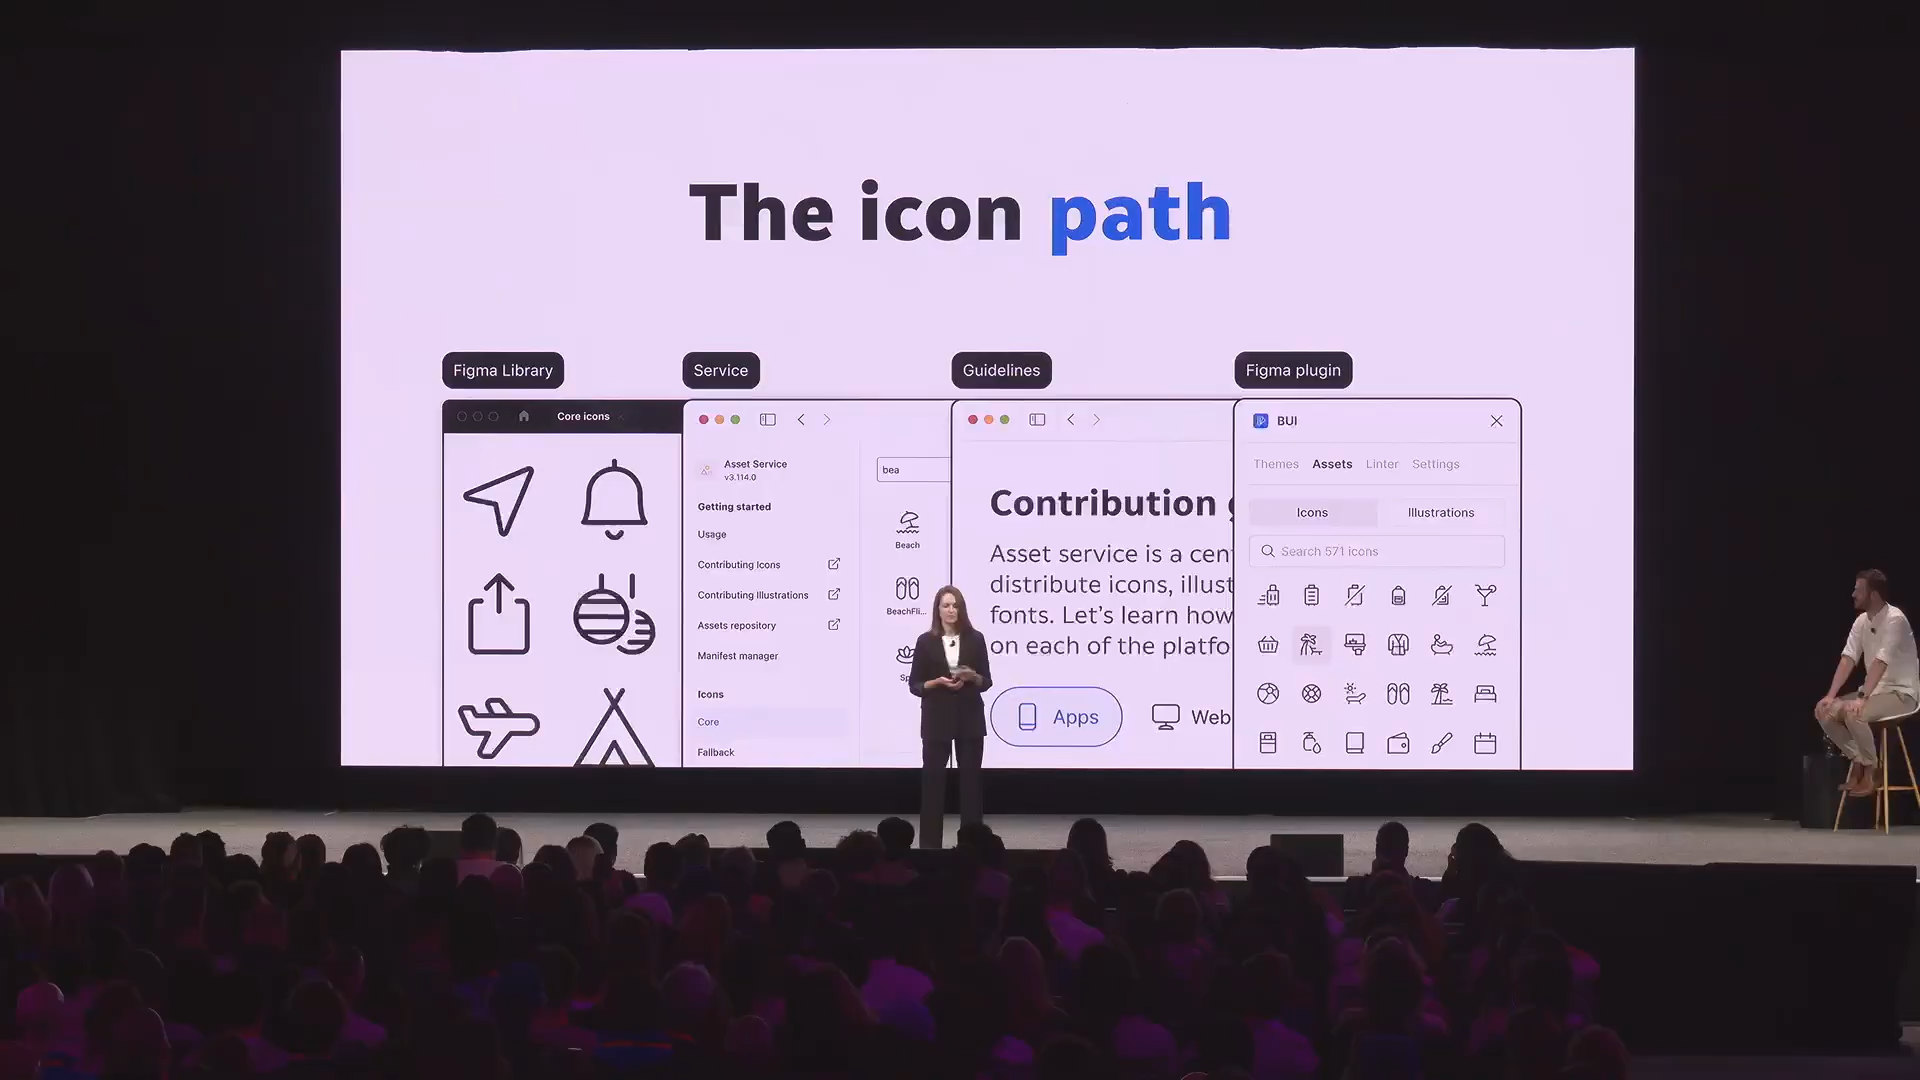 The icon path
Figma Library
Core icons
Service
Asset Service
v3.114.0
Getting started
Usage
Contributing Icons
Contributing Illustrations
Assets repository
Manifest manager
Icons
Core
Fallback
bea
Beach
BeachFli...
Guidelines
Contribution
Asset service is a cen
distribute icons, illust
fonts. Let's learn how
on each of the platfo
Apps
Web
Figma plugin
BUI
Themes Assets Linter Settings
Icons Illustrations
Search 571 icons